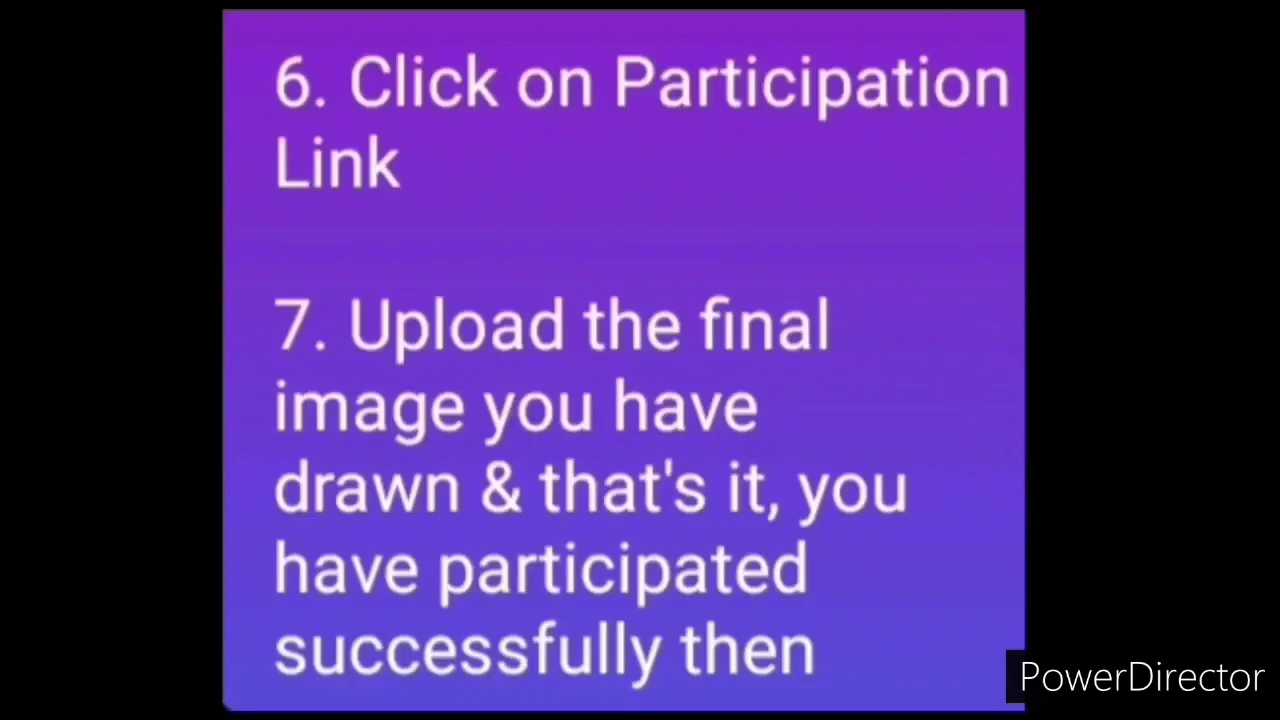 6. Click on Participation
Link
7. Upload the final
image you have
drawn & that's it, you
have participated
successfully then
PowerDirector